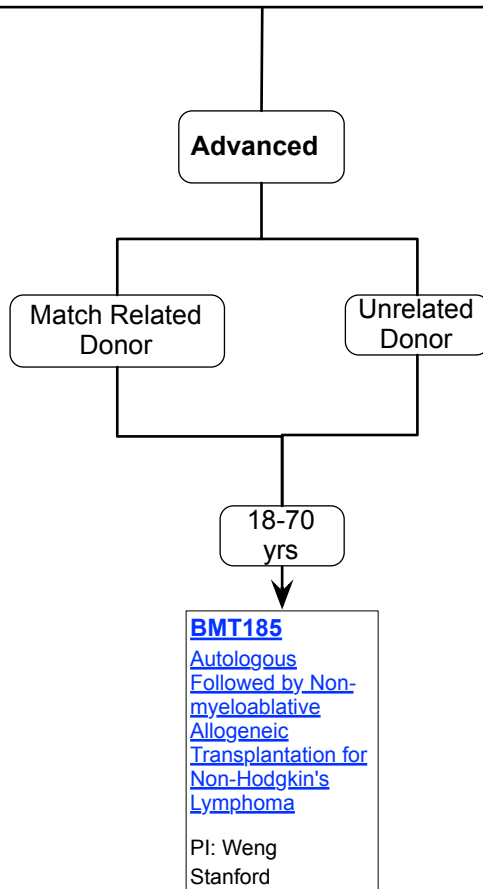 Advanced
Match Related
Donor
Unrelated
Donor
18-70
yrs
BMT185
Autologous
Followed by Non-
myeloablative
Allogeneic
Transplantation for
Non-Hodgkin's
Lymphoma
PI: Weng
Stanford